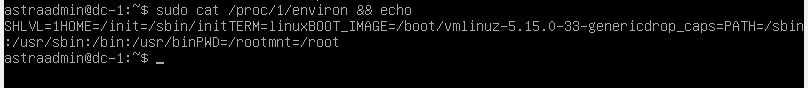 astraadmin@dc-1:~$ sudo cat /proc/1/environ && echo
SHLVL=1HOME=/init=/sbin/initTERM=linuxBOOT_IMAGE=/boot/vmlinuz-5.15.0-33-genericdrop_caps=PATH=/sbin
:/usr/sbin:/bin:/usr/binPWD=/rootmnt=/root
astraadmin@dc-1:~$ _